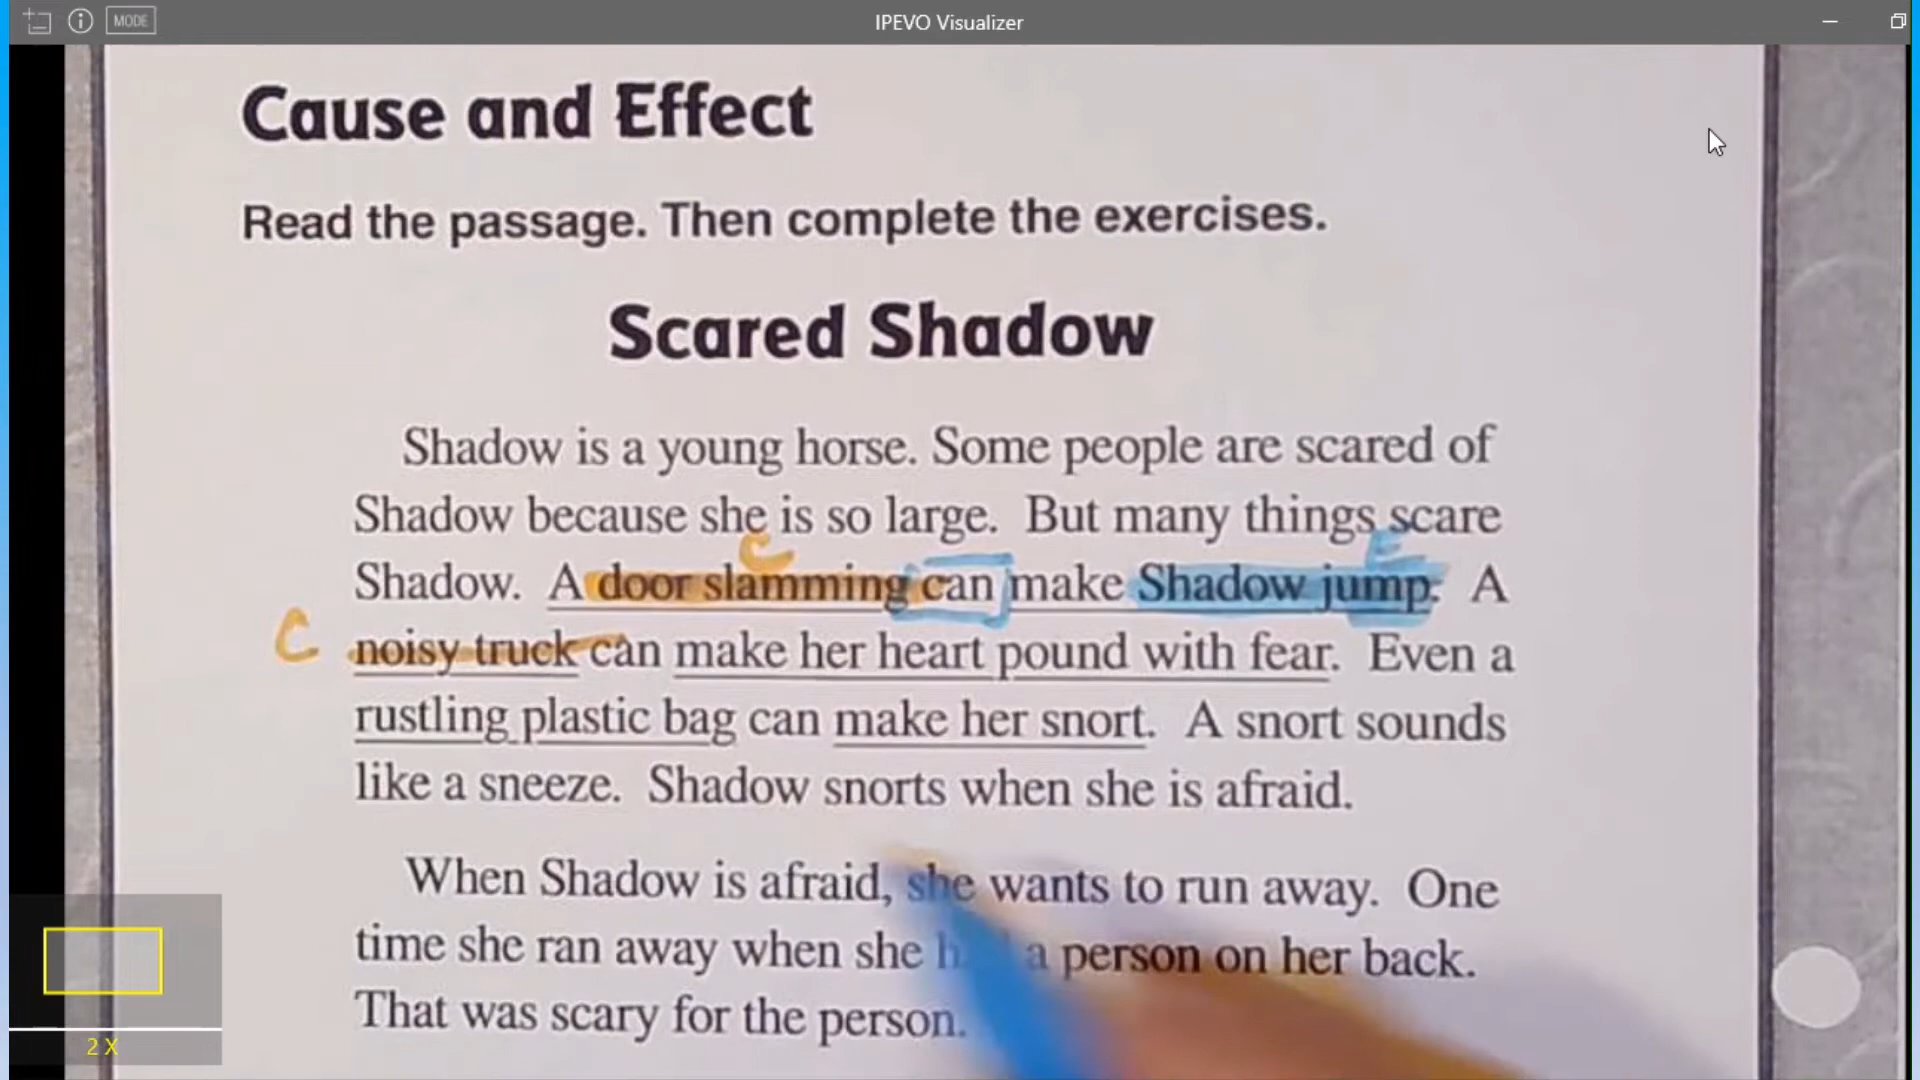 MODE
IPEVO Visualizer
Cause and Effect
Read the passage. Then complete the exercises.
Scared Shadow
Shadow is a young horse. Some people are scared of
Shadow because she is so large. But many things scare
C E
Shadow. A door slamming can make Shadow jump. A
C noisy truck can make her heart pound with fear. Even a
rustling plastic bag can make her snort. A snort sounds
like a sneeze. Shadow snorts when she is afraid.
When Shadow is afraid, she wants to run away. One
time she ran away when she a person on her back.
That was scary for the person.
2 X